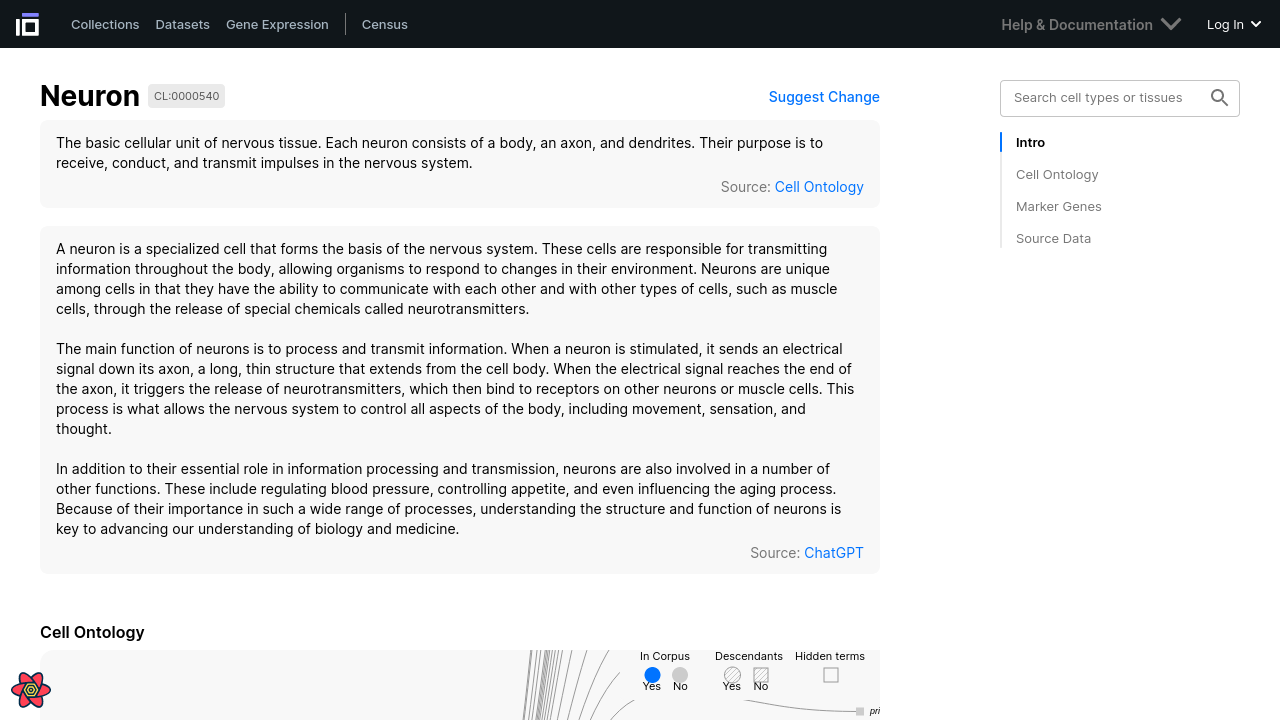 Collections Datasets Gene Expression Census Help & Documentation Log In
Neuron CL:0000540 Suggest Change
The basic cellular unit of nervous tissue. Each neuron consists of a body, an axon, and dendrites. Their purpose is to
receive, conduct, and transmit impulses in the nervous system.
Source: Cell Ontology
A neuron is a specialized cell that forms the basis of the nervous system. These cells are responsible for transmitting
information throughout the body, allowing organisms to respond to changes in their environment. Neurons are unique
among cells in that they have the ability to communicate with each other and with other types of cells, such as muscle
cells, through the release of special chemicals called neurotransmitters.
The main function of neurons is to process and transmit information. When a neuron is stimulated, it sends an electrical
signal down its axon, a long, thin structure that extends from the cell body. When the electrical signal reaches the end of
the axon, it triggers the release of neurotransmitters, which then bind to receptors on other neurons or muscle cells. This
process is what allows the nervous system to control all aspects of the body, including movement, sensation, and
thought.
In addition to their essential role in information processing and transmission, neurons are also involved in a number of
other functions. These include regulating blood pressure, controlling appetite, and even influencing the aging process.
Because of their importance in such a wide range of processes, understanding the structure and function of neurons is
key to advancing our understanding of biology and medicine.
Source: ChatGPT
Cell Ontology
In Corpus Descendants Hidden terms
Yes No Yes No
pri
Search cell types or tissues
Intro
Cell Ontology
Marker Genes
Source Data